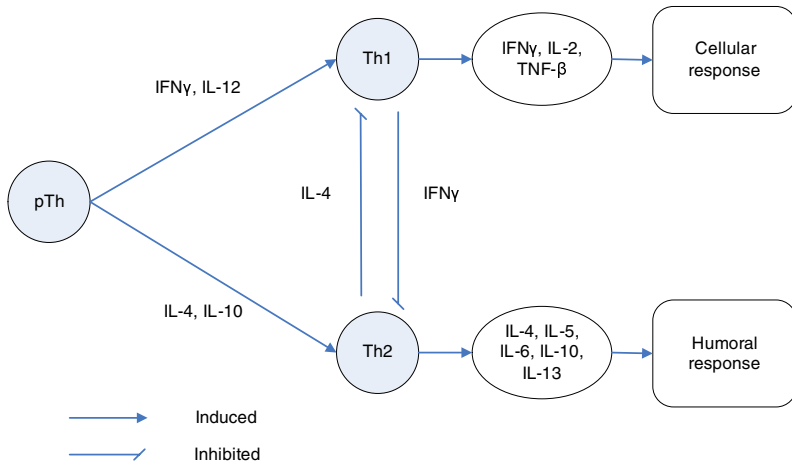 Th1
IFNγ, IL-2,
TNF-β
Cellular
response
IFNγ, IL-12
pTh
IL-4
IFNγ
IL-4, IL-10
Th2
IL-4, IL-5,
IL-6, IL-10,
IL-13
Humoral
response
Induced
Inhibited